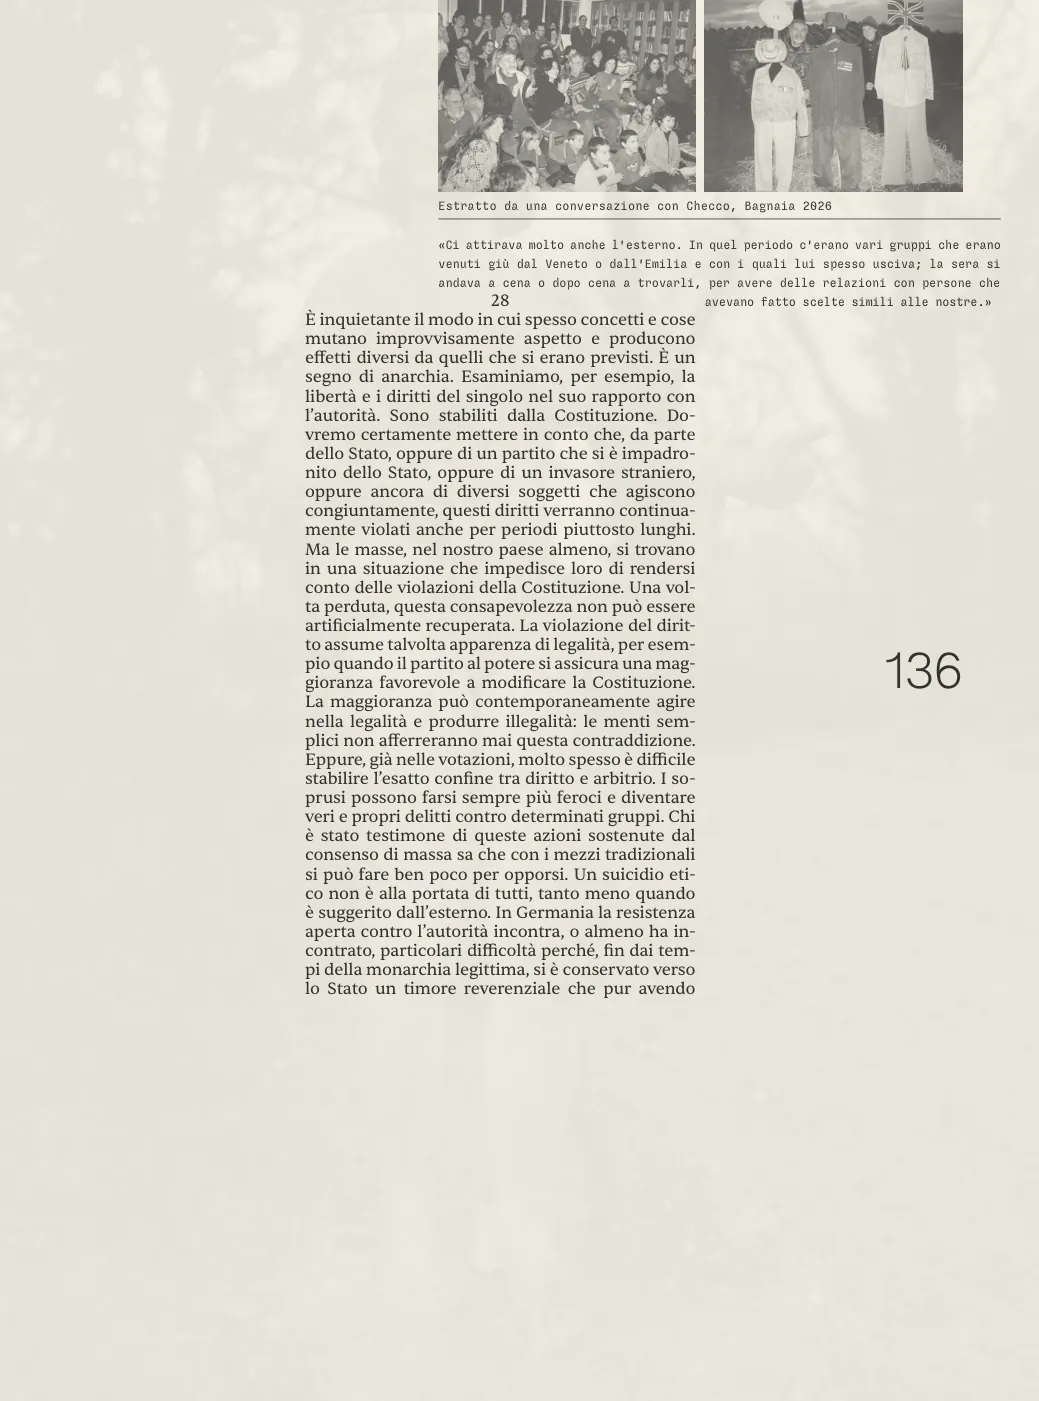 Estratto da una conversazione con Checco, Bagnaia 2026
«Ci attirava molto anche l'esterno. In quel periodo c'erano vari gruppi che erano
venuti giù dal Veneto o dall'Emilia e con i quali lui spesso usciva; la sera si
andava a cena o dopo cena a trovarli, per avere delle relazioni con persone che
avevano fatto scelte simili alle nostre.»
28
È inquietante il modo in cui spesso concetti e cose
mutano improvvisamente aspetto e producono
effetti diversi da quelli che si erano previsti. È un
segno di anarchia. Esaminiamo, per esempio, la
libertà e i diritti del singolo nel suo rapporto con
l'autorità. Sono stabiliti dalla Costituzione. Do-
vremo certamente mettere in conto che, da parte
dello Stato, oppure di un partito che si è impadro-
nito dello Stato, oppure di un invasore straniero,
oppure ancora di diversi soggetti che agiscono
congiuntamente, questi diritti verranno continua-
mente violati anche per periodi piuttosto lunghi.
Ma le masse, nel nostro paese almeno, si trovano
in una situazione che impedisce loro di rendersi
conto delle violazioni della Costituzione. Una vol-
ta perduta, questa consapevolezza non può essere
artificialmente recuperata. La violazione del dirit-
to assume talvolta apparenza di legalità, per esem-
pio quando il partito al potere si assicura una mag-
gioranza favorevole a modificare la Costituzione.
La maggioranza può contemporaneamente agire
nella legalità e produrre illegalità: le menti sem-
plici non afferreranno mai questa contraddizione.
Eppure, già nelle votazioni, molto spesso è difficile
stabilire l'esatto confine tra diritto e arbitrio. I so-
prusi possono farsi sempre più feroci e diventare
veri e propri delitti contro determinati gruppi. Chi
è stato testimone di queste azioni sostenute dal
consenso di massa sa che con i mezzi tradizionali
si può fare ben poco per opporsi. Un suicidio eti-
co non è alla portata di tutti, tanto meno quando
è suggerito dall'esterno. In Germania la resistenza
aperta contro l'autorità incontra, o almeno ha in-
contrato, particolari difficoltà perché, fin dai tem-
pi della monarchia legittima, si è conservato verso
lo Stato un timore reverenziale che pur avendo
136